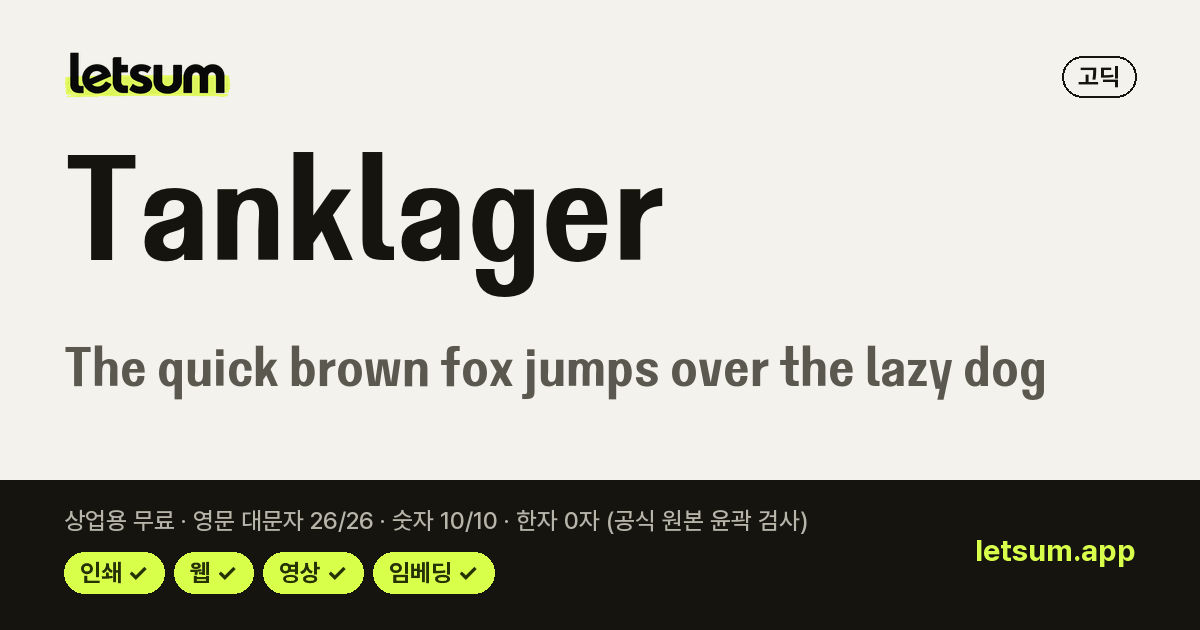 letsum
고딕
Tanklager
The quick brown fox jumps over the lazy dog
상업용 무료 · 영문 대문자 26/26 · 숫자 10/10 · 한자 0자 (공식 원본 윤곽 검사)
인쇄 ✓ 웹 ✓ 영상 ✓ 임베딩 ✓
letsum.app